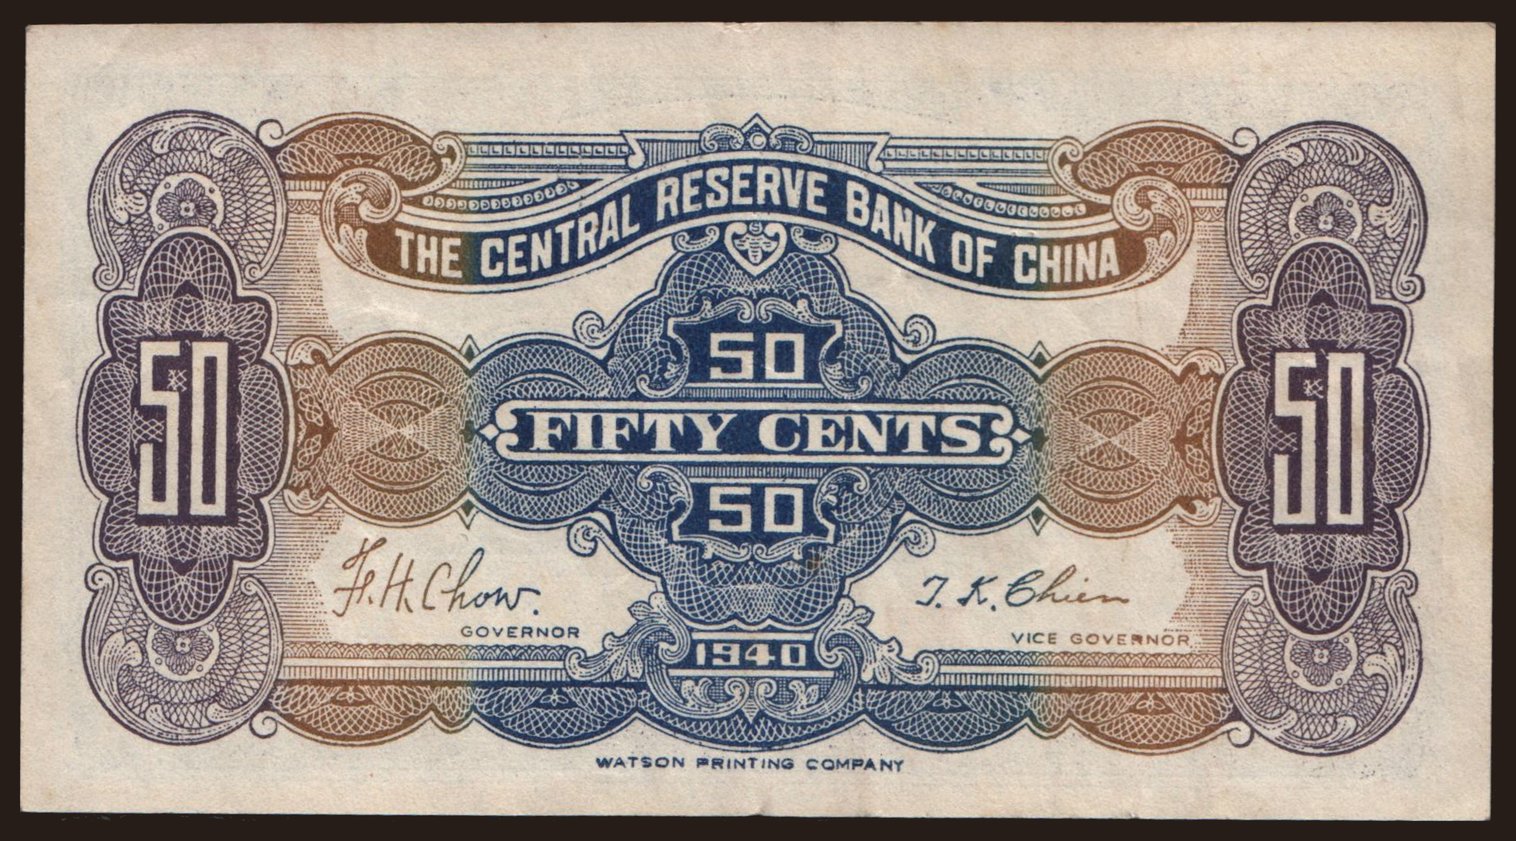 THE CENTRAL RESERVE BANK OF CHINA
50
50 FIFTY CENTS 50
50
F. H. Chow.
GOVERNOR
T. K. Chien
VICE GOVERNOR
1940
WATSON PRINTING COMPANY